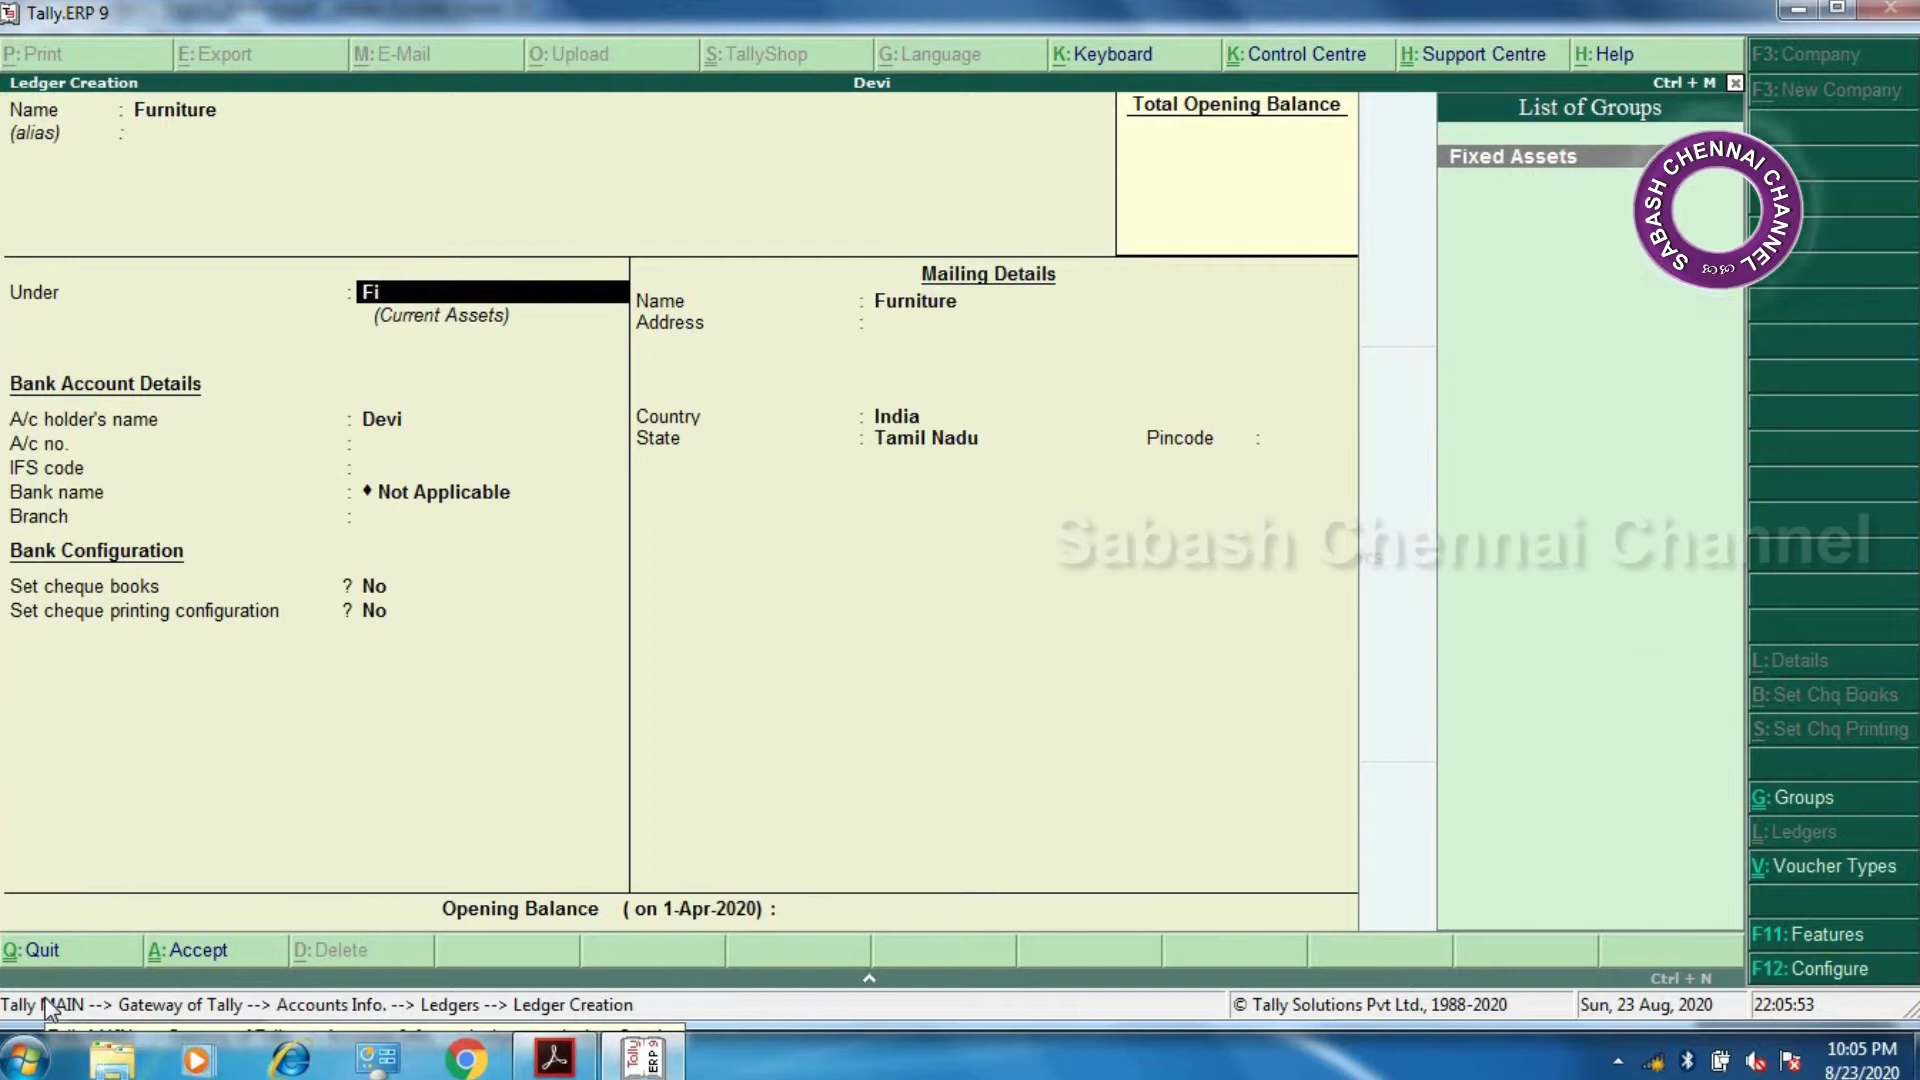 Tally.ERP 9
P: Print E: Export M: E-Mail O: Upload S: TallyShop G: Language K: Keyboard K: Control Centre H: Support Centre H: Help
F3: Company
Ledger Creation Devi Ctrl + M
F3: New Company
Name : Furniture
(alias) :
Total Opening Balance
List of Groups
Fixed Assets
SABASH CHENNAI CHANNEL
Under : Fi
(Current Assets)
Mailing Details
Name : Furniture
Address :
Bank Account Details
A/c holder's name : Devi
A/c no. :
IFS code :
Bank name : ♦ Not Applicable
Branch :
Country : India
State : Tamil Nadu Pincode :
Bank Configuration
Set cheque books ? No
Set cheque printing configuration ? No
Sabash Chennai Channel
L: Details
B: Set Chq Books
S: Set Chq Printing
G: Groups
L: Ledgers
V: Voucher Types
F11: Features
F12: Configure
Opening Balance ( on 1-Apr-2020) :
Q: Quit A: Accept D: Delete
Ctrl + N
Tally MAIN --> Gateway of Tally --> Accounts Info. --> Ledgers --> Ledger Creation
© Tally Solutions Pvt Ltd., 1988-2020 Sun, 23 Aug, 2020 22:05:53
Tally ERP 9
10:05 PM
8/23/2020